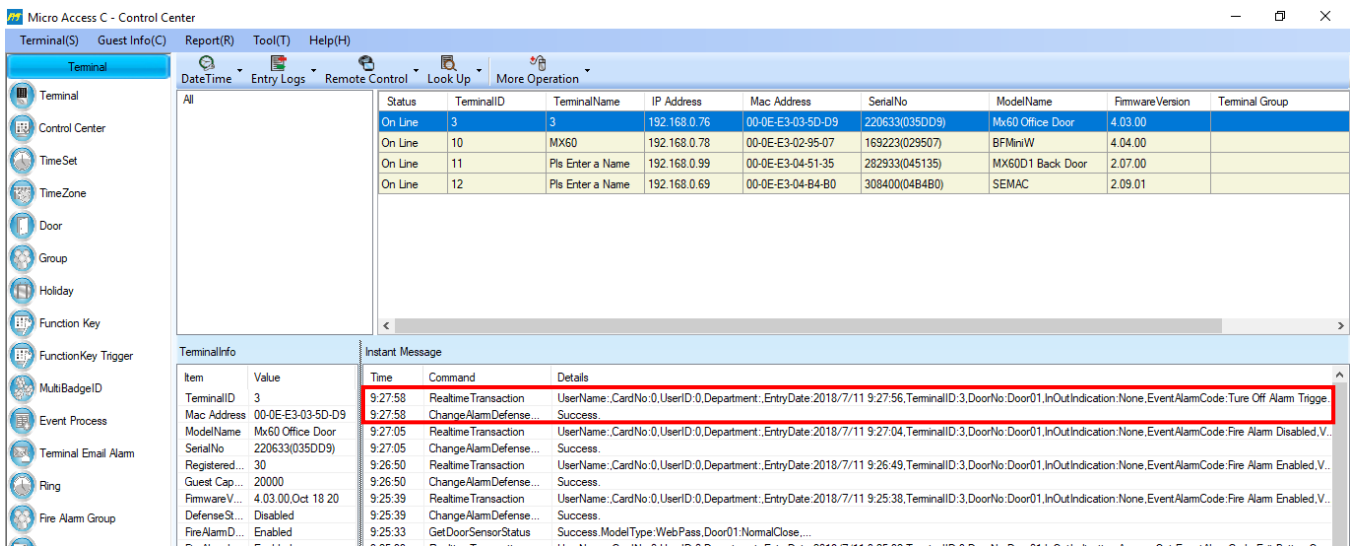 Micro Access C - Control Center
Terminal(S) Guest Info(C) Report(R) Tool(T) Help(H)
Terminal
Terminal
Control Center
TimeSet
TimeZone
Door
Group
Holiday
Function Key
FunctionKey Trigger
MultiBadgeID
Event Process
Terminal Email Alarm
Ring
Fire Alarm Group
DateTime Entry Logs Remote Control Look Up More Operation
All
Status TerminalID TerminalName IP Address Mac Address SerialNo ModelName FirmwareVersion Terminal Group
On Line 3 3 192.168.0.76 00-0E-E3-03-5D-D9 220633(035DD9) Mx60 Office Door 4.03.00
On Line 10 MX60 192.168.0.78 00-0E-E3-02-95-07 169223(029507) BFMiniW 4.04.00
On Line 11 Pls Enter a Name 192.168.0.99 00-0E-E3-04-51-35 282933(045135) MX60D1 Back Door 2.07.00
On Line 12 Pls Enter a Name 192.168.0.69 00-0E-E3-04-B4-B0 308400(04B4B0) SEMAC 2.09.01
TerminalInfo
Item Value
TerminalID 3
Mac Address 00-0E-E3-03-5D-D9
ModelName Mx60 Office Door
SerialNo 220633(035DD9)
Registered... 30
Guest Cap... 20000
FirmwareV... 4.03.00,Oct 18 20
DefenseSt... Disabled
FireAlarmD... Enabled
Instant Message
Time Command Details
9:27:58 RealtimeTransaction UserName:,CardNo:0,UserID:0,Department:,EntryDate:2018/7/11 9:27:56,TerminalID:3,DoorNo:Door01,InOutIndication:None,EventAlarmCode:Ture Off Alarm Trigge...
9:27:58 ChangeAlarmDefense... Success.
9:27:05 RealtimeTransaction UserName:,CardNo:0,UserID:0,Department:,EntryDate:2018/7/11 9:27:04,TerminalID:3,DoorNo:Door01,InOutIndication:None,EventAlarmCode:Fire Alarm Disabled,V...
9:27:05 ChangeAlarmDefense... Success.
9:26:50 RealtimeTransaction UserName:,CardNo:0,UserID:0,Department:,EntryDate:2018/7/11 9:26:49,TerminalID:3,DoorNo:Door01,InOutIndication:None,EventAlarmCode:Fire Alarm Enabled,V...
9:26:50 ChangeAlarmDefense... Success.
9:25:39 RealtimeTransaction UserName:,CardNo:0,UserID:0,Department:,EntryDate:2018/7/11 9:25:38,TerminalID:3,DoorNo:Door01,InOutIndication:None,EventAlarmCode:Fire Alarm Enabled,V...
9:25:39 ChangeAlarmDefense... Success.
9:25:33 GetDoorSensorStatus Success.ModelType:WebPass,Door01:NormalClose,...